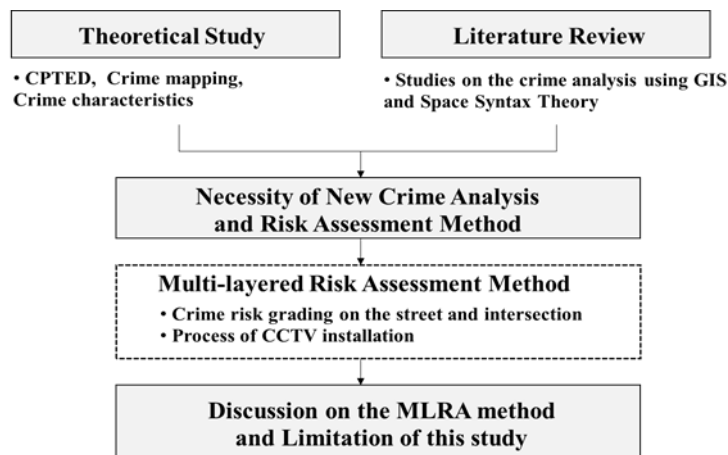 Theoretical Study
• CPTED, Crime mapping,
Crime characteristics
Literature Review
• Studies on the crime analysis using GIS
and Space Syntax Theory
Necessity of New Crime Analysis
and Risk Assessment Method
Multi-layered Risk Assessment Method
• Crime risk grading on the street and intersection
• Process of CCTV installation
Discussion on the MLRA method
and Limitation of this study